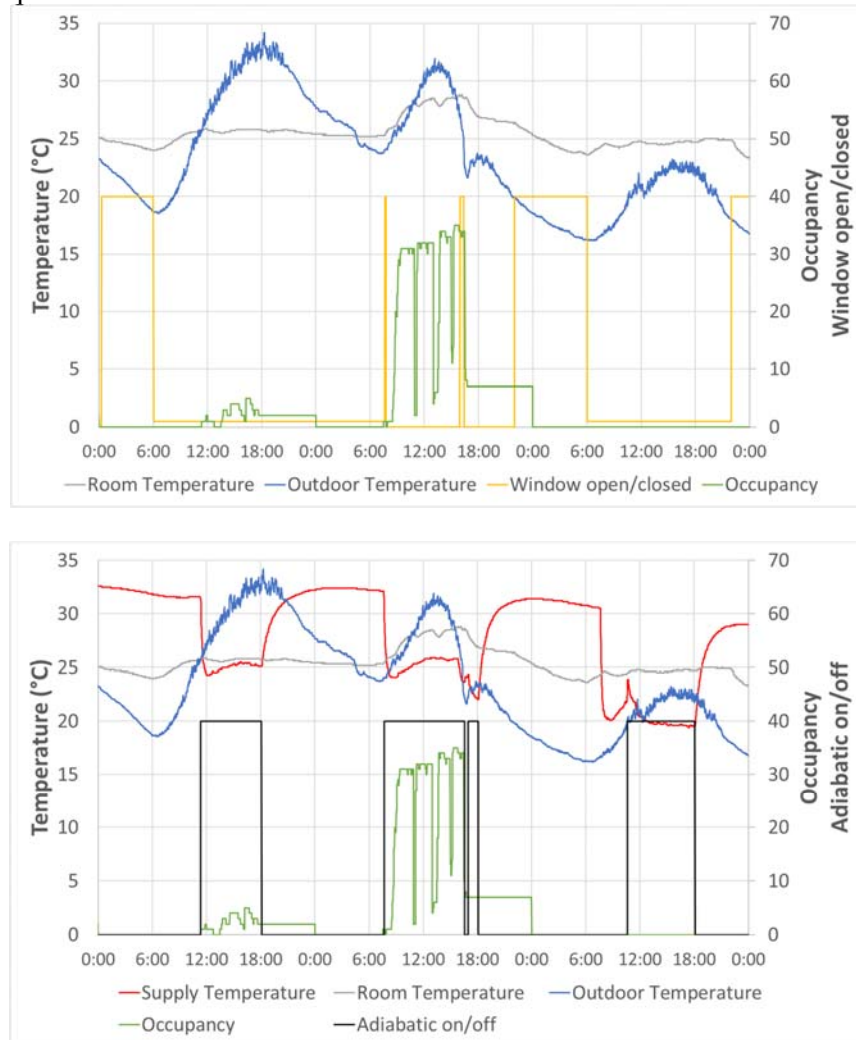 35
30
25
20
15
10
5
0
Temperature (°C)
70
60
50
40
30
20
10
0
Occupancy
Window open/closed
0:00 6:00 12:00 18:00 0:00 6:00 12:00 18:00 0:00 6:00 12:00 18:00 0:00
Room Temperature Outdoor Temperature Window open/closed Occupancy
35
30
25
20
15
10
5
0
Temperature (°C)
70
60
50
40
30
20
10
0
Occupancy
Adiabatic on/off
0:00 6:00 12:00 18:00 0:00 6:00 12:00 18:00 0:00 6:00 12:00 18:00 0:00
Supply Temperature Room Temperature Outdoor Temperature
Occupancy Adiabatic on/off